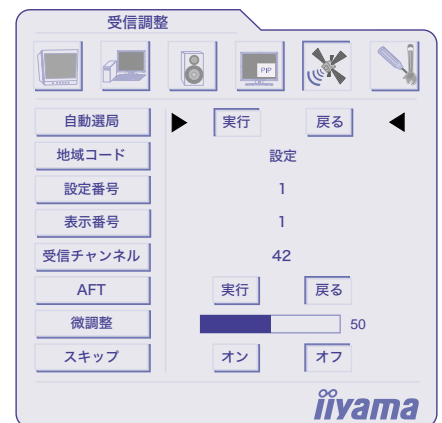 受信調整
PIP
自動選局 実行 戻る
地域コード 設定
設定番号 1
表示番号 1
受信チャンネル 42
AFT 実行 戻る
微調整 50
スキップ オン オフ
iiyama